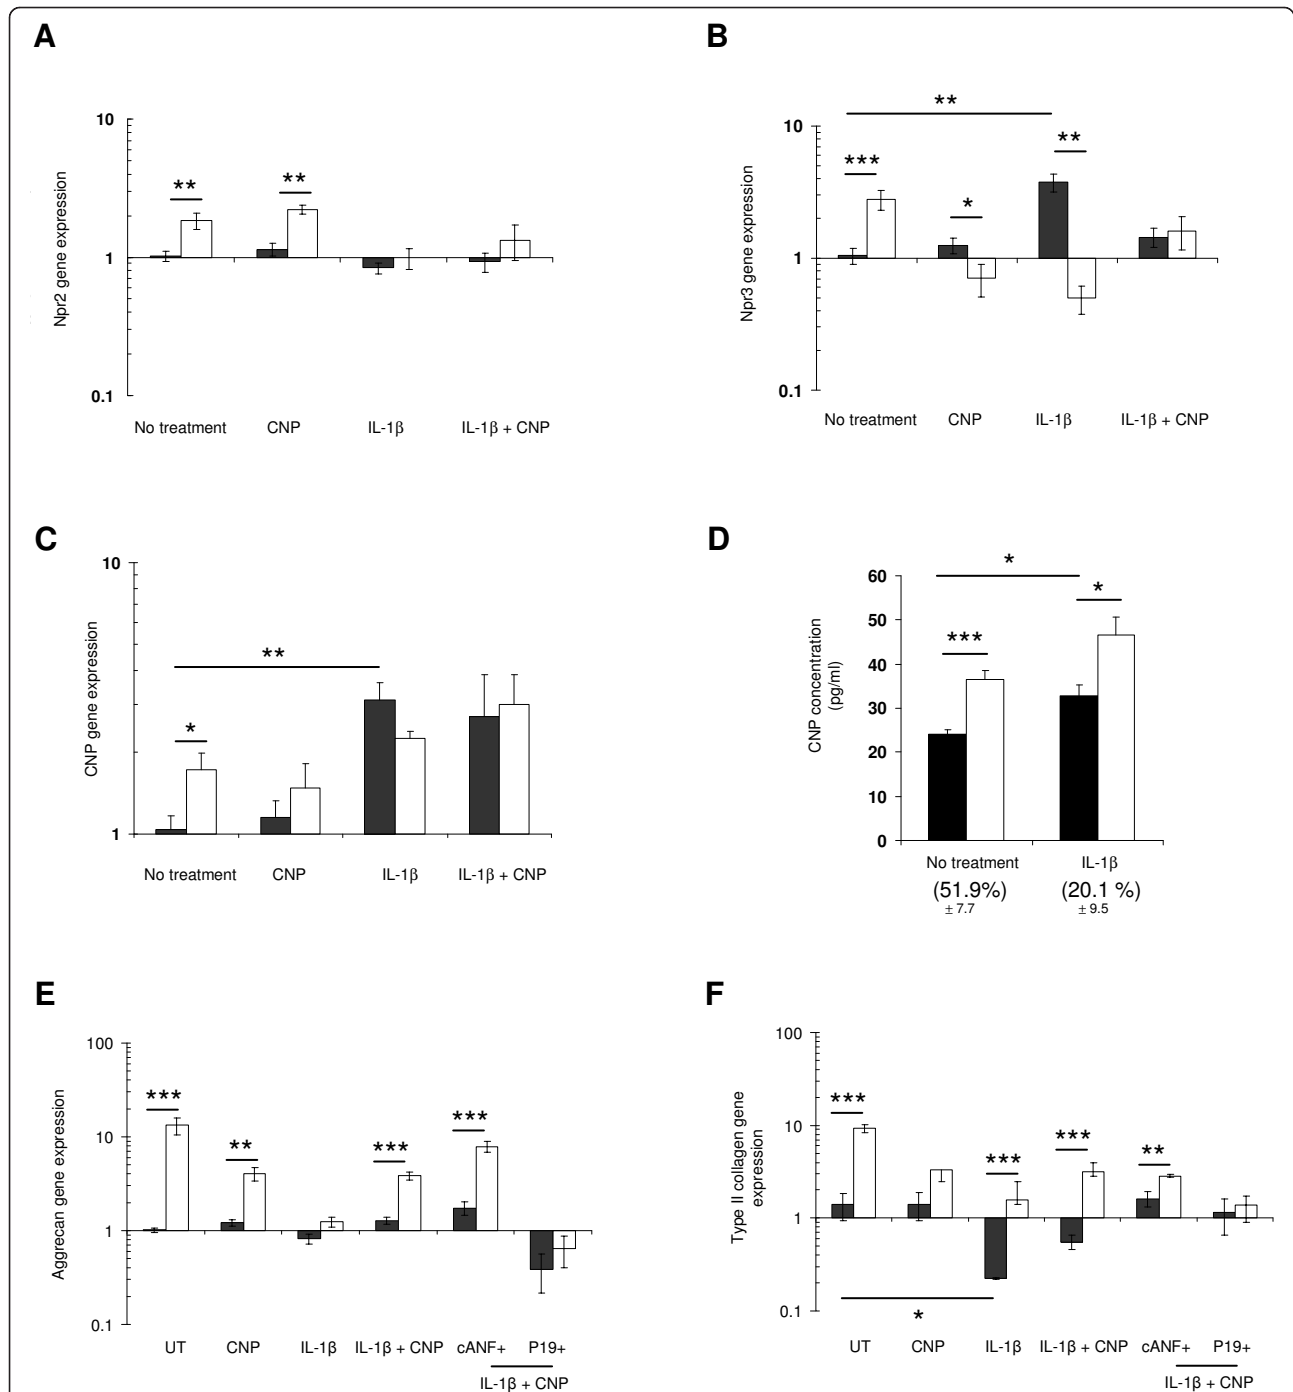 A
10
1
0.1
Npr2 gene expression
**
**
No treatment
CNP
IL-1β
IL-1β + CNP
B
10
1
0.1
Npr3 gene expression
**
***
*
**
No treatment
CNP
IL-1β
IL-1β + CNP
C
10
1
CNP gene expression
**
*
No treatment
CNP
IL-1β
IL-1β + CNP
D
60
50
40
30
20
10
0
CNP concentration
(pg/ml)
*
***
*
No treatment
IL-1β
(51.9%)
(20.1 %)
± 7.7
± 9.5
E
100
10
1
0.1
Aggrecan gene expression
***
**
***
***
UT
CNP
IL-1β
IL-1β + CNP
cANF+
P19+
IL-1β + CNP
F
100
10
1
0.1
Type II collagen gene
expression
***
***
***
**
*
UT
CNP
IL-1β
IL-1β + CNP
cANF+
P19+
IL-1β + CNP